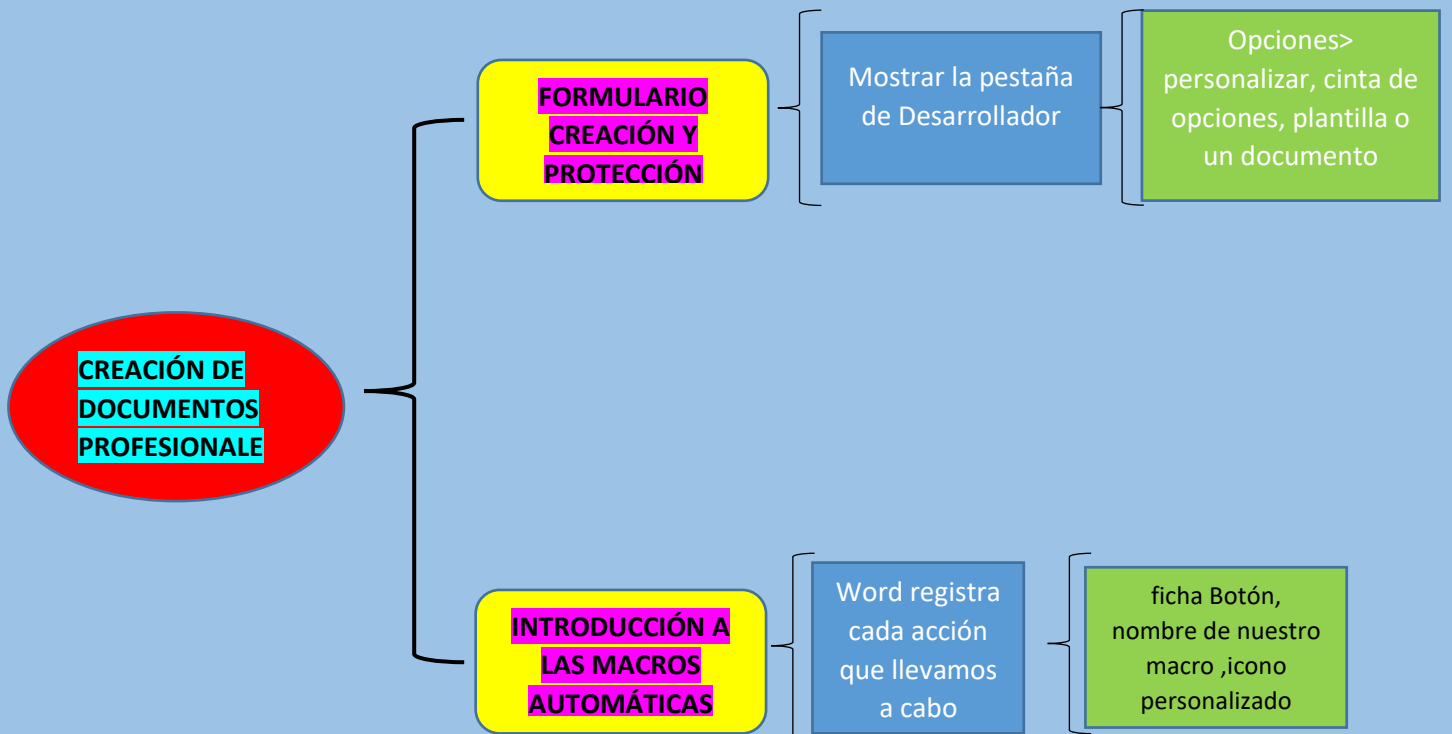 CREACIÓN DE
DOCUMENTOS
PROFESIONALE
FORMULARIO
CREACIÓN Y
PROTECCIÓN
Mostrar la pestaña
de Desarrollador
Opciones>
personalizar, cinta de
opciones, plantilla o
un documento
INTRODUCCIÓN A
LAS MACROS
AUTOMÁTICAS
Word registra
cada acción
que llevamos
a cabo
ficha Botón,
nombre de nuestro
macro ,icono
personalizado